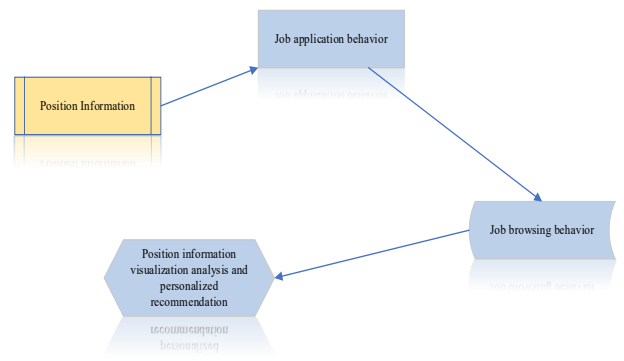 Job application behavior
Position Information
Job browsing behavior
Position information
visualization analysis and
personalized
recommendation